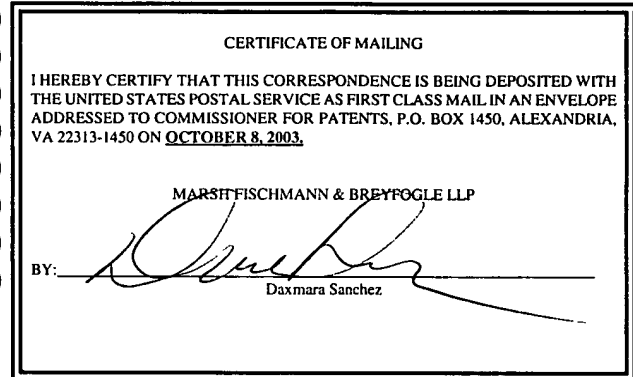 CERTIFICATE OF MAILING
I HEREBY CERTIFY THAT THIS CORRESPONDENCE IS BEING DEPOSITED WITH
THE UNITED STATES POSTAL SERVICE AS FIRST CLASS MAIL IN AN ENVELOPE
ADDRESSED TO COMMISSIONER FOR PATENTS, P.O. BOX 1450, ALEXANDRIA,
VA 22313-1450 ON OCTOBER 8, 2003.
MARSH FISCHMANN & BREYFOGLE LLP
BY:
Daxmara Sanchez